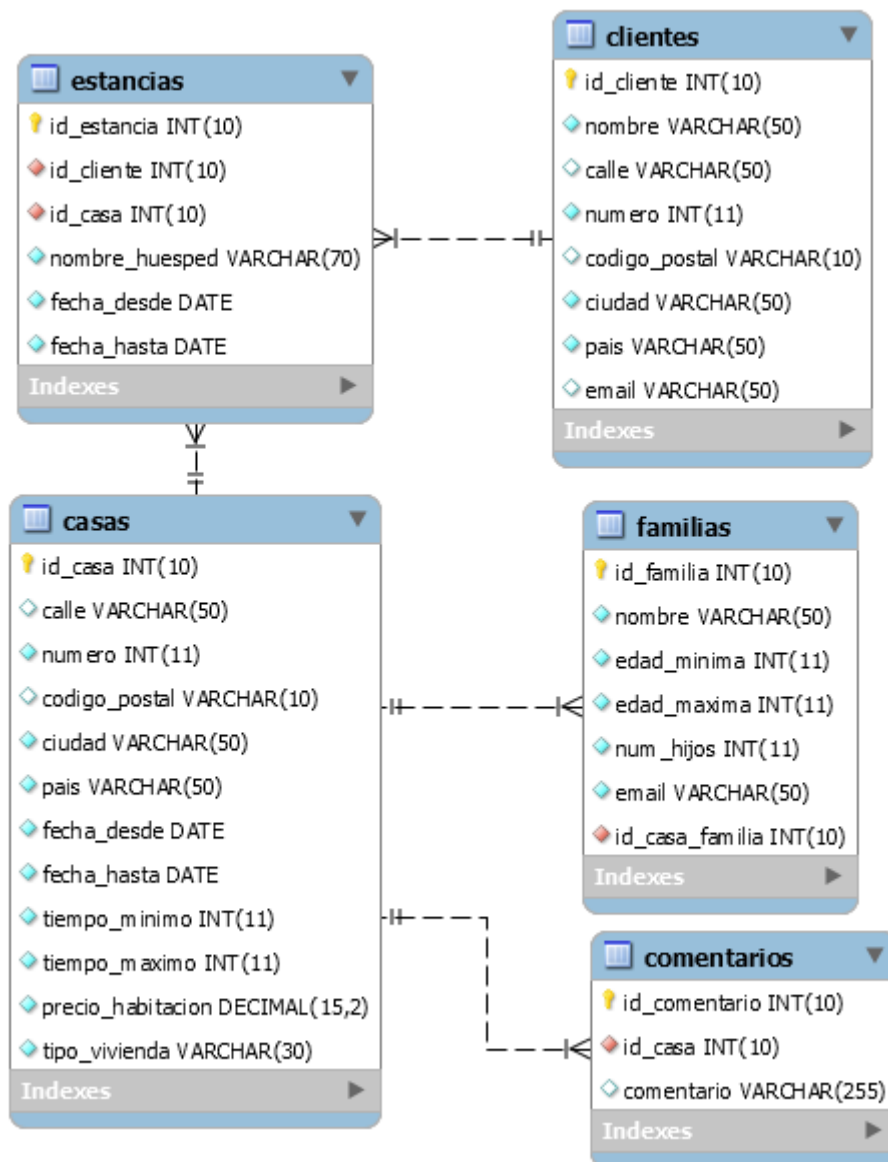 estancias
id_estancia INT(10)
id_cliente INT(10)
id_casa INT(10)
nombre_huesped VARCHAR(70)
fecha_desde DATE
fecha_hasta DATE
Indexes
clientes
id_cliente INT(10)
nombre VARCHAR(50)
calle VARCHAR(50)
numero INT(11)
codigo_postal VARCHAR(10)
ciudad VARCHAR(50)
pais VARCHAR(50)
email VARCHAR(50)
Indexes
casas
id_casa INT(10)
calle VARCHAR(50)
numero INT(11)
codigo_postal VARCHAR(10)
ciudad VARCHAR(50)
pais VARCHAR(50)
fecha_desde DATE
fecha_hasta DATE
tiempo_minimo INT(11)
tiempo_maximo INT(11)
precio_habitacion DECIMAL(15,2)
tipo_vivienda VARCHAR(30)
Indexes
familias
id_familia INT(10)
nombre VARCHAR(50)
edad_minima INT(11)
edad_maxima INT(11)
num_hijos INT(11)
email VARCHAR(50)
id_casa_familia INT(10)
Indexes
comentarios
id_comentario INT(10)
id_casa INT(10)
comentario VARCHAR(255)
Indexes